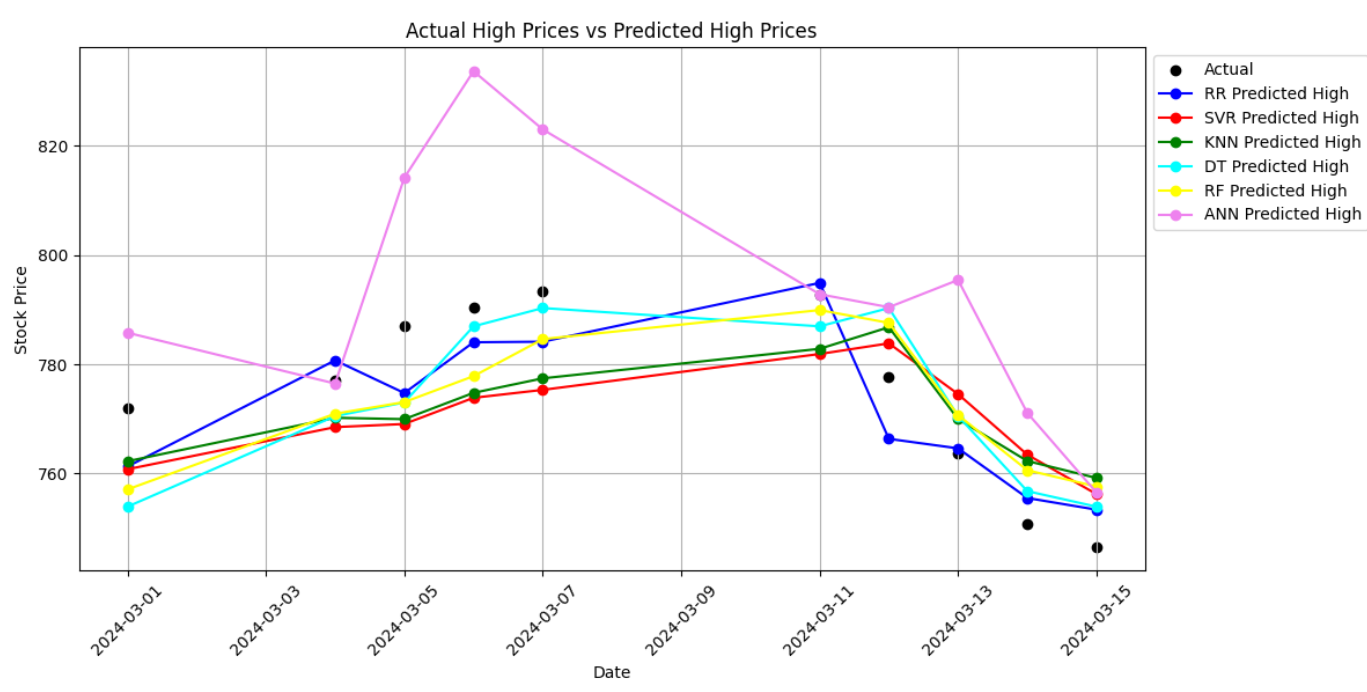 Actual High Prices vs Predicted High Prices
Actual
RR Predicted High
SVR Predicted High
KNN Predicted High
DT Predicted High
RF Predicted High
ANN Predicted High
Stock Price
820
800
780
760
2024-03-01
2024-03-03
2024-03-05
2024-03-07
2024-03-09
2024-03-11
2024-03-13
2024-03-15
Date